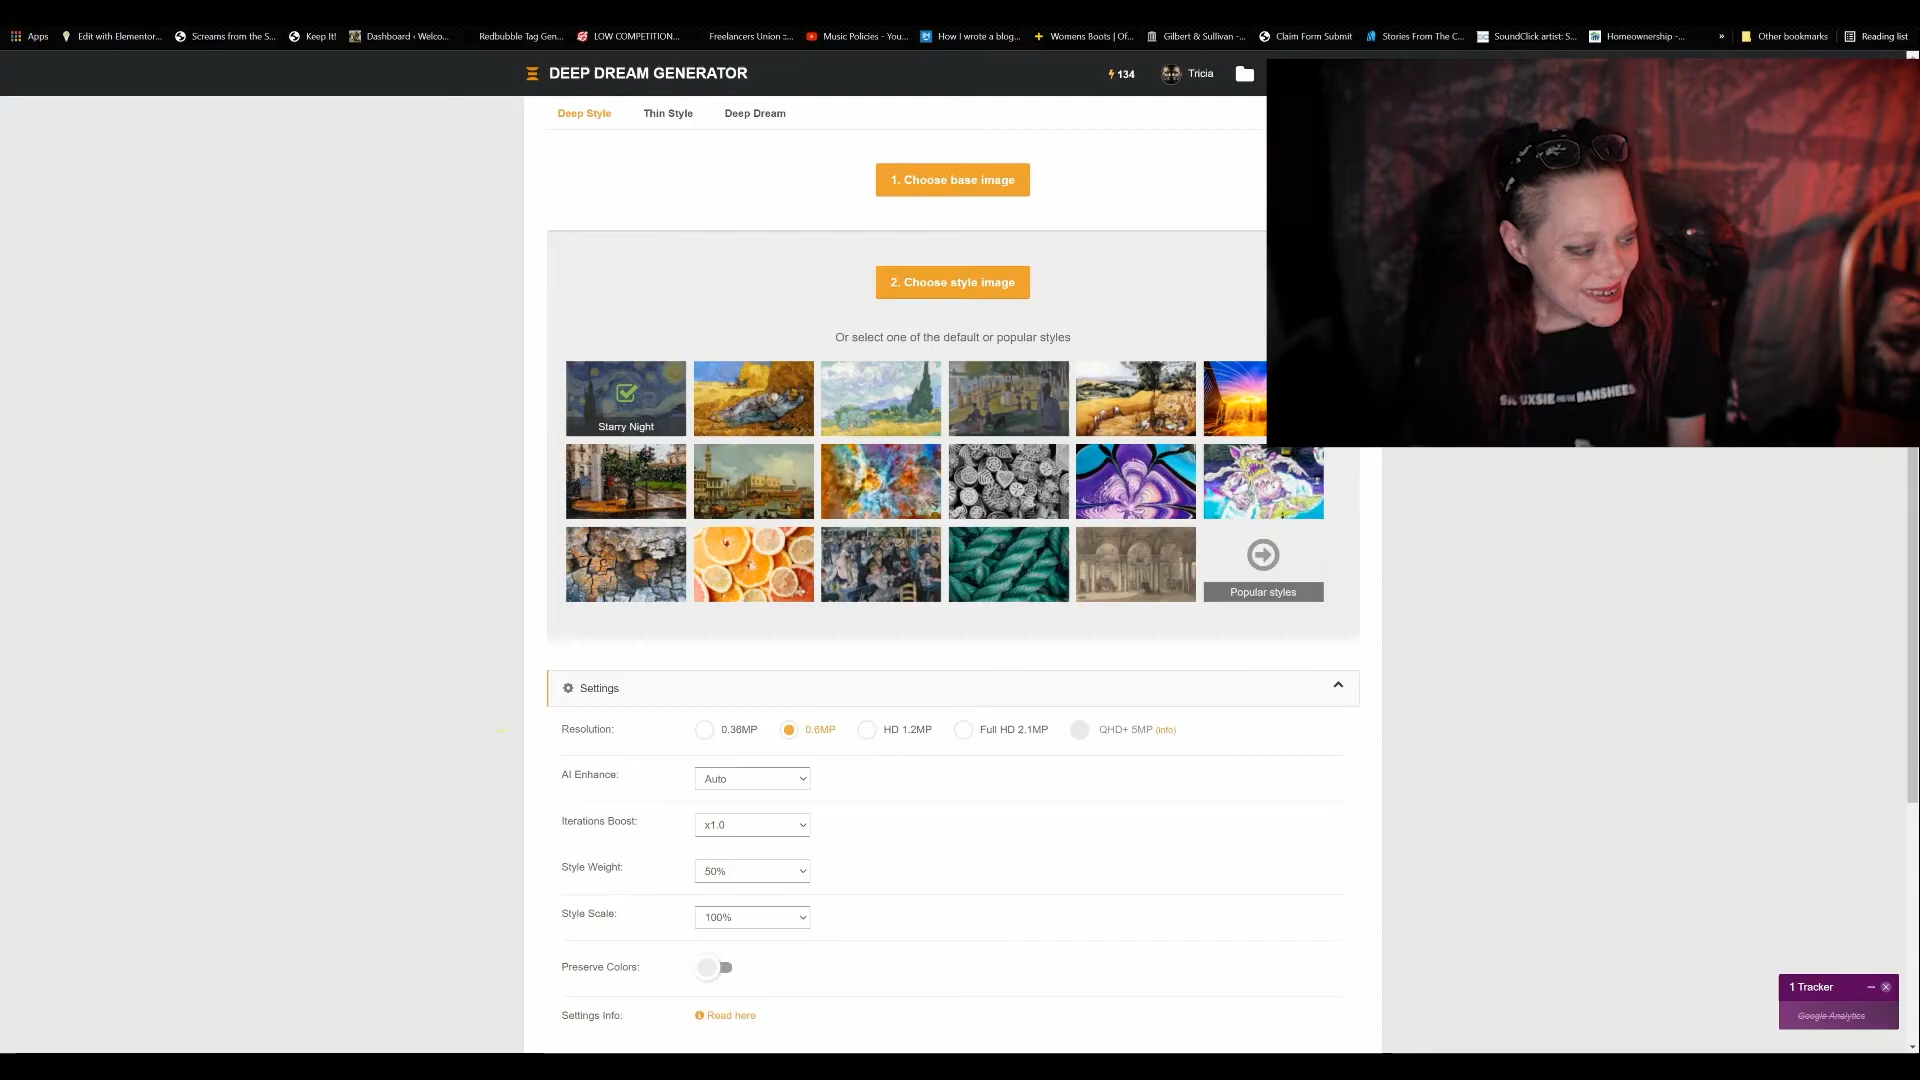 Apps Edit with Elementor... Screams from the S... Keep It! Dashboard ‹ Welco... Redbubble Tag Gen... LOW COMPETITION... Freelancers Union ::... Music Policies - You... How I wrote a blog... Womens Boots | Of... Gilbert & Sullivan -... Claim Form Submit Stories From The C... SoundClick artist: S... Homeownership -... » Other bookmarks Reading list
DEEP DREAM GENERATOR 134 Tricia
Deep Style Thin Style Deep Dream
1. Choose base image
2. Choose style image
Or select one of the default or popular styles
Starry Night
SIOUXSIE AND THE BANSHEES
Popular styles
Settings
Resolution: 0.36MP 0.6MP HD 1.2MP Full HD 2.1MP QHD+ 5MP (info)
AI Enhance: Auto
Iterations Boost: x1.0
Style Weight: 50%
Style Scale: 100%
Preserve Colors:
1 Tracker
Google Analytics
Settings Info: Read here